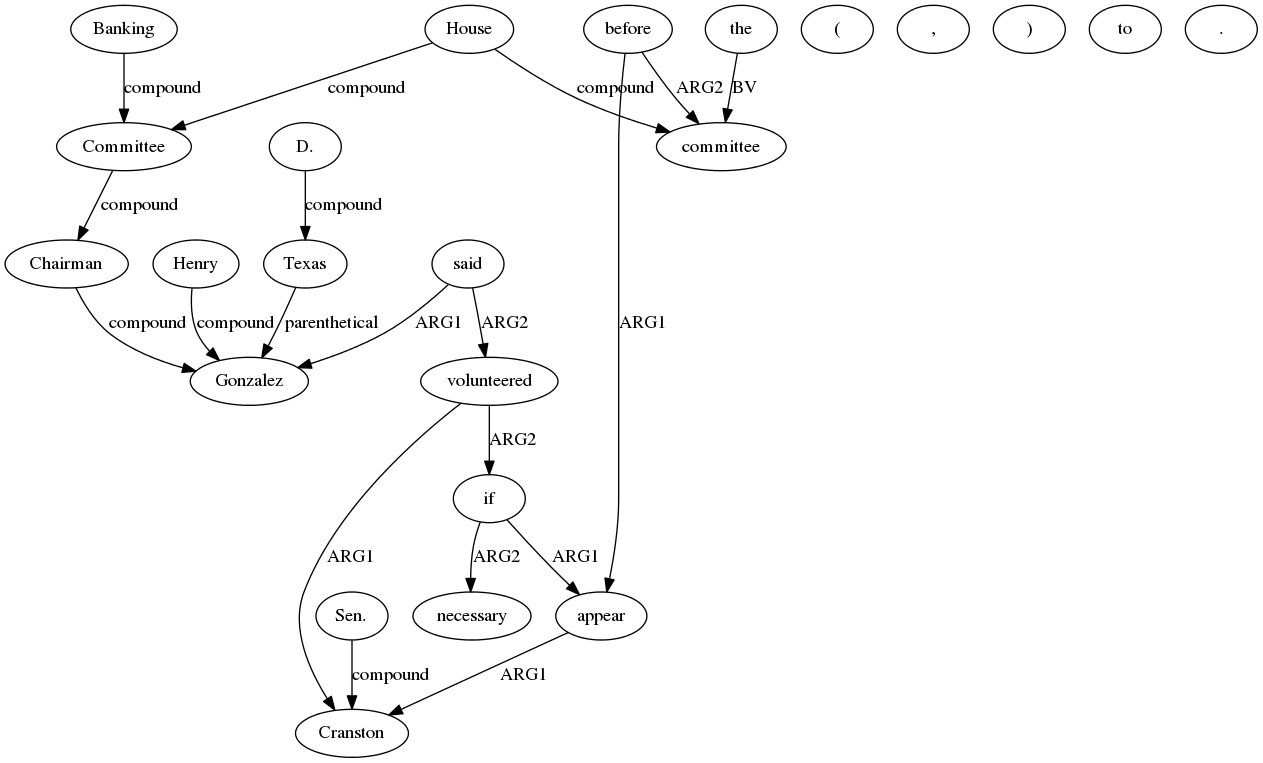 Banking House before the ( , ) to .
compound compound compound ARG2 BV
Committee D. committee
compound compound
Chairman Henry Texas said
compound compound parenthetical ARG1 ARG2 ARG1
Gonzalez volunteered
ARG2
if
ARG1 ARG2 ARG1
Sen. necessary appear
compound ARG1
Cranston